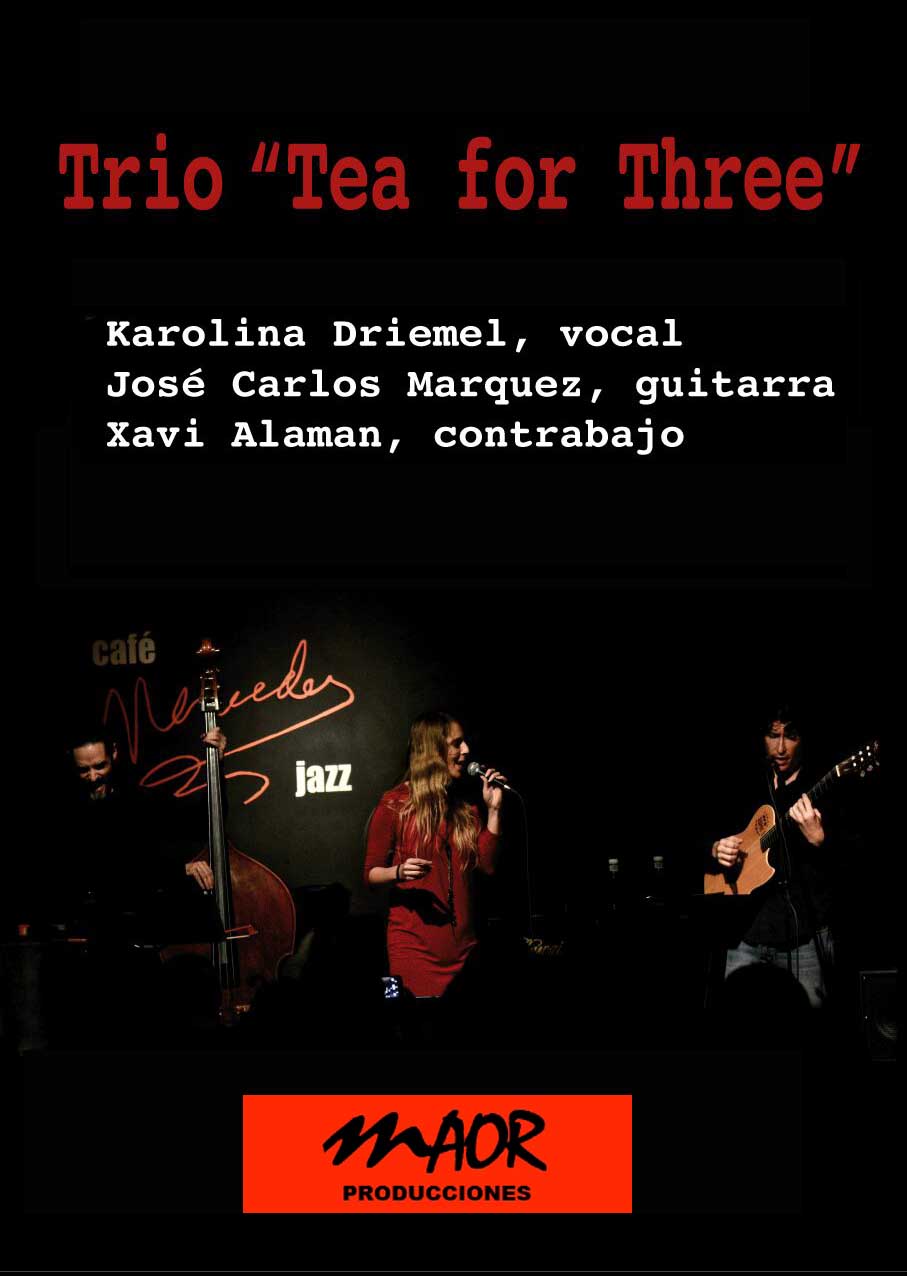 Trio “Tea for Three”
Karolina Driemel, vocal
José Carlos Marquez, guitarra
Xavi Alaman, contrabajo
café
Mercedes
jazz
MAOR
PRODUCCIONES